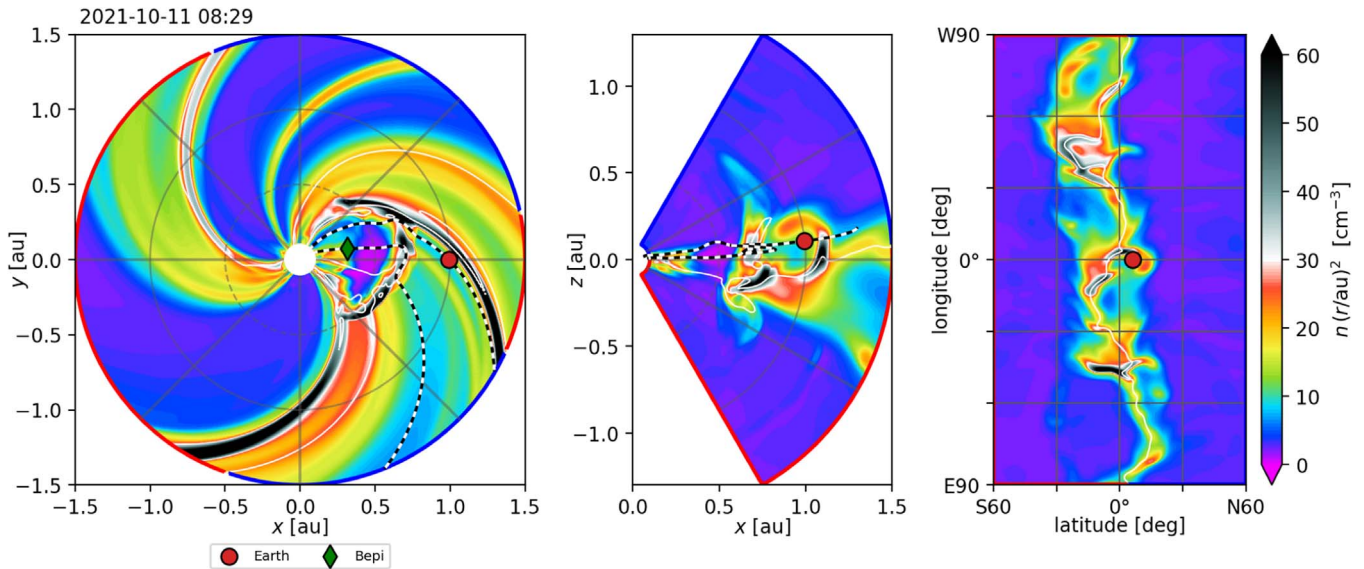 2021-10-11 08:29
1.5
1.0
0.5
0.0
−0.5
−1.0
−1.5
y [au]
−1.5 −1.0 −0.5 0.0 0.5 1.0 1.5
x [au]
Earth Bepi
1.0
0.5
0.0
−0.5
−1.0
z [au]
0.0 0.5 1.0 1.5
x [au]
W90
0°
E90
longitude [deg]
S60 0° N60
latitude [deg]
60
50
40
30
20
10
0
n (r/au)² [cm⁻³]